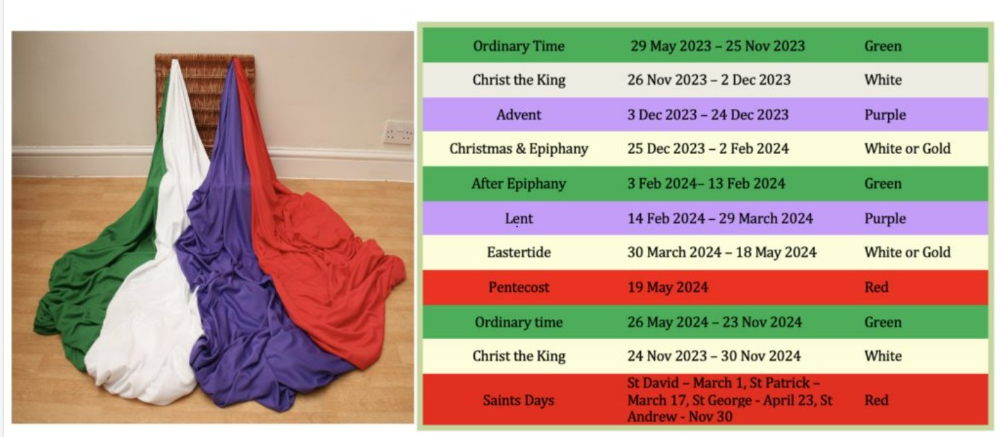 Ordinary Time 29 May 2023 – 25 Nov 2023 Green
Christ the King 26 Nov 2023 – 2 Dec 2023 White
Advent 3 Dec 2023 – 24 Dec 2023 Purple
Christmas & Epiphany 25 Dec 2023 – 2 Feb 2024 White or Gold
After Epiphany 3 Feb 2024– 13 Feb 2024 Green
Lent 14 Feb 2024 – 29 March 2024 Purple
Eastertide 30 March 2024 – 18 May 2024 White or Gold
Pentecost 19 May 2024 Red
Ordinary time 26 May 2024 – 23 Nov 2024 Green
Christ the King 24 Nov 2023 – 30 Nov 2024 White
St David – March 1, St Patrick –
Saints Days March 17, St George - April 23, St Red
Andrew - Nov 30